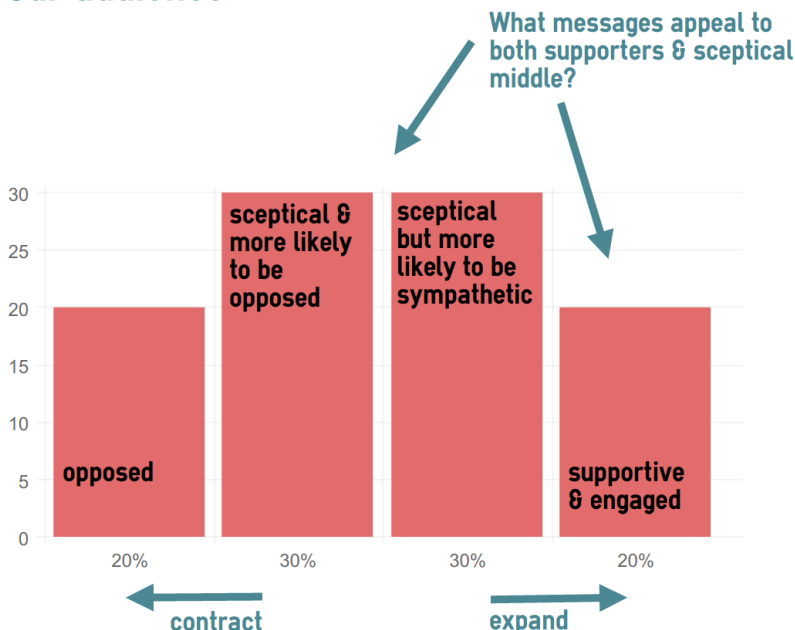 What messages appeal to
both supporters & sceptical
middle?
30
25
20
15
10
5
0
sceptical &
more likely
to be
opposed
sceptical
but more
likely to be
sympathetic
opposed
supportive
& engaged
20%
30%
30%
20%
contract
expand